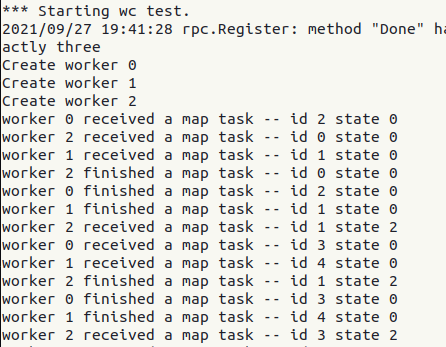 *** Starting wc test.
2021/09/27 19:41:28 rpc.Register: method "Done" ha
actly three
Create worker 0
Create worker 1
Create worker 2
worker 0 received a map task -- id 2 state 0
worker 2 received a map task -- id 0 state 0
worker 1 received a map task -- id 1 state 0
worker 2 finished a map task -- id 0 state 0
worker 0 finished a map task -- id 2 state 0
worker 1 finished a map task -- id 1 state 0
worker 2 received a map task -- id 1 state 2
worker 0 received a map task -- id 3 state 0
worker 1 received a map task -- id 4 state 0
worker 2 finished a map task -- id 1 state 2
worker 0 finished a map task -- id 3 state 0
worker 1 finished a map task -- id 4 state 0
worker 2 received a map task -- id 3 state 2